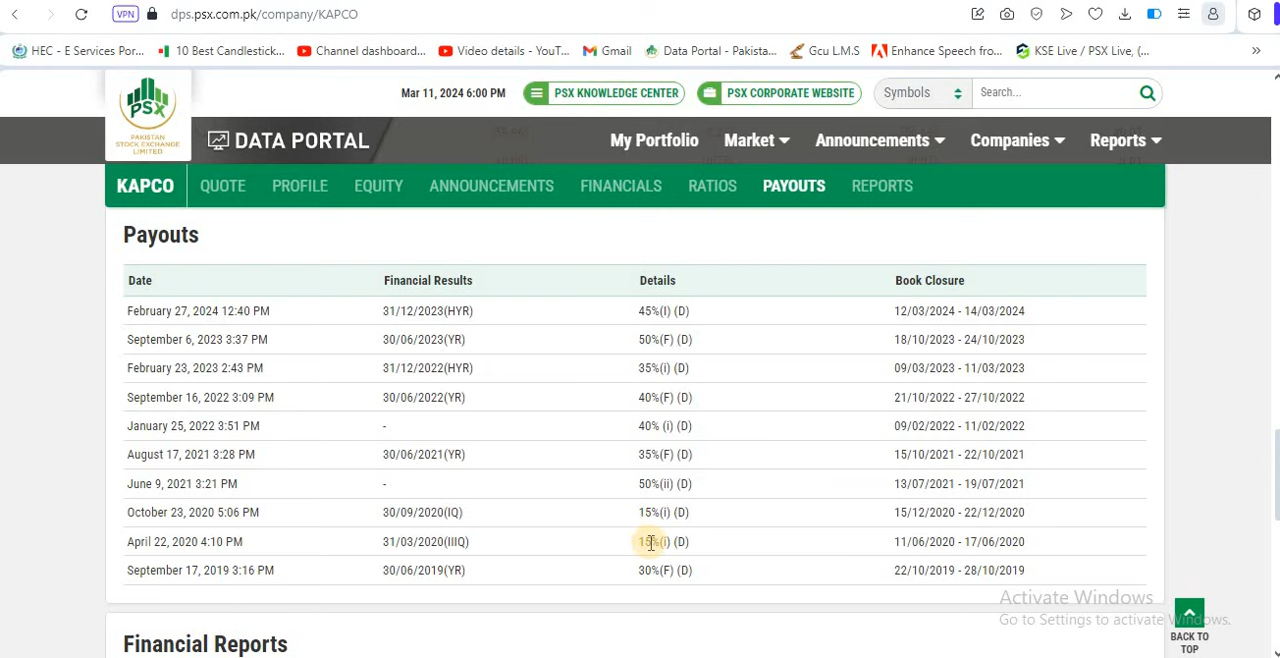 VPN dps.psx.com.pk/company/KAPCO
HEC - E Services Por... 10 Best Candlestick... Channel dashboard... Video details - YouT... Gmail Data Portal - Pakista... Gcu L.M.S Enhance Speech fro... KSE Live / PSX Live, (... »
PSX
PAKISTAN
STOCK EXCHANGE
LIMITED
Mar 11, 2024 6:00 PM PSX KNOWLEDGE CENTER PSX CORPORATE WEBSITE Symbols Search...
DATA PORTAL My Portfolio Market Announcements Companies Reports
KAPCO QUOTE PROFILE EQUITY ANNOUNCEMENTS FINANCIALS RATIOS PAYOUTS REPORTS
Payouts
Date Financial Results Details Book Closure
February 27, 2024 12:40 PM 31/12/2023(HYR) 45%(I) (D) 12/03/2024 - 14/03/2024
September 6, 2023 3:37 PM 30/06/2023(YR) 50%(F) (D) 18/10/2023 - 24/10/2023
February 23, 2023 2:43 PM 31/12/2022(HYR) 35%(i) (D) 09/03/2023 - 11/03/2023
September 16, 2022 3:09 PM 30/06/2022(YR) 40%(F) (D) 21/10/2022 - 27/10/2022
January 25, 2022 3:51 PM - 40% (i) (D) 09/02/2022 - 11/02/2022
August 17, 2021 3:28 PM 30/06/2021(YR) 35%(F) (D) 15/10/2021 - 22/10/2021
June 9, 2021 3:21 PM - 50%(ii) (D) 13/07/2021 - 19/07/2021
October 23, 2020 5:06 PM 30/09/2020(IQ) 15%(i) (D) 15/12/2020 - 22/12/2020
April 22, 2020 4:10 PM 31/03/2020(IIIQ) 15%(i) (D) 11/06/2020 - 17/06/2020
September 17, 2019 3:16 PM 30/06/2019(YR) 30%(F) (D) 22/10/2019 - 28/10/2019
Activate Windows
Go to Settings to activate Windows.
BACK TO
TOP
Financial Reports